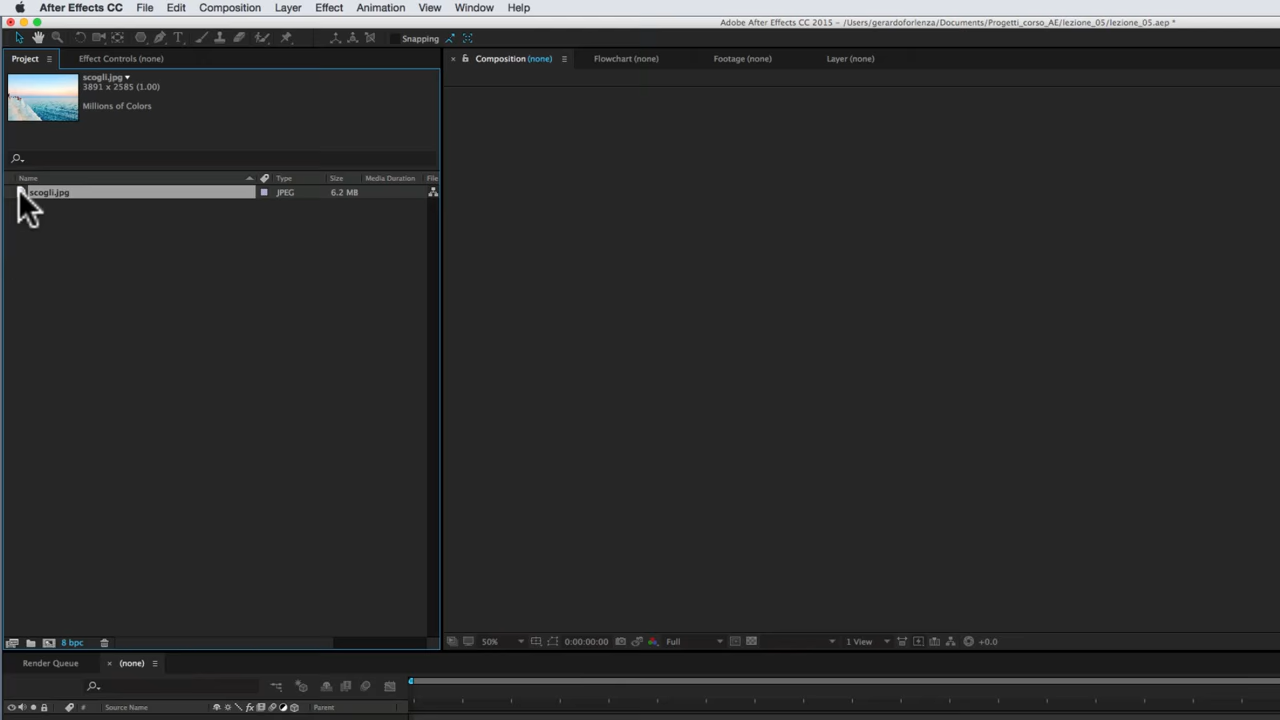 After Effects CC File Edit Composition Layer Effect Animation View Window Help
Adobe After Effects CC 2015 - /Users/gerardoforlenza/Documents/Progetti_corso_AE/lezione_05/lezione_05.aep *
Snapping
Project Effect Controls (none) Composition (none) Flowchart (none) Footage (none) Layer (none)
scogli.jpg
3891 x 2585 (1.00)
Millions of Colors
Name Type Size Media Duration File
scogli.jpg JPEG 6.2 MB
8 bpc 50% 0:00:00:00 Full 1 View +0.0
Render Queue (none)
# Source Name fx Parent